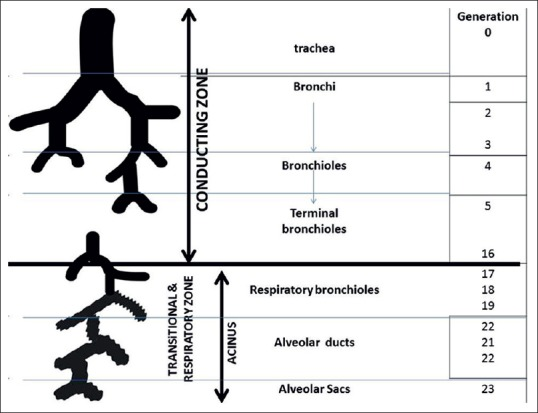 Generation
0
trachea
Bronchi
1
2
3
Bronchioles
4
Terminal
bronchioles
5
16
CONDUCTING ZONE
Respiratory bronchioles
17
18
19
Alveolar ducts
22
21
22
Alveolar Sacs
23
TRANSITIONAL &
RESPIRATORY ZONE
ACINUS